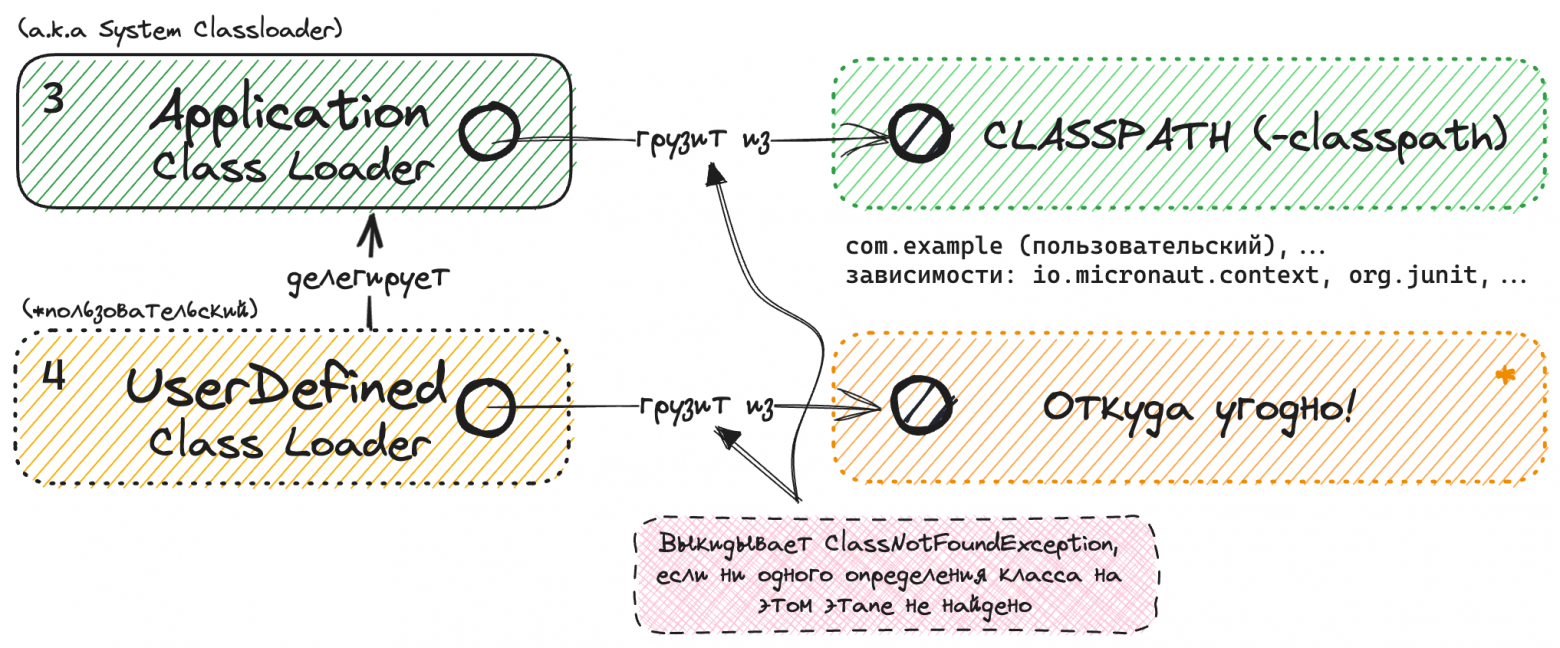 (a.k.a System Classloader)
3
Application
Class Loader
грузит из
CLASSPATH (-classpath)
com.example (пользовательский), ...
зависимости: io.micronaut.context, org.junit, ...
делегирует
(*пользовательский)
4
UserDefined
Class Loader
грузит из
Откуда угодно!
*
Выкидывает ClassNotFoundException,
если ни одного определения класса на
этом этапе не найдено